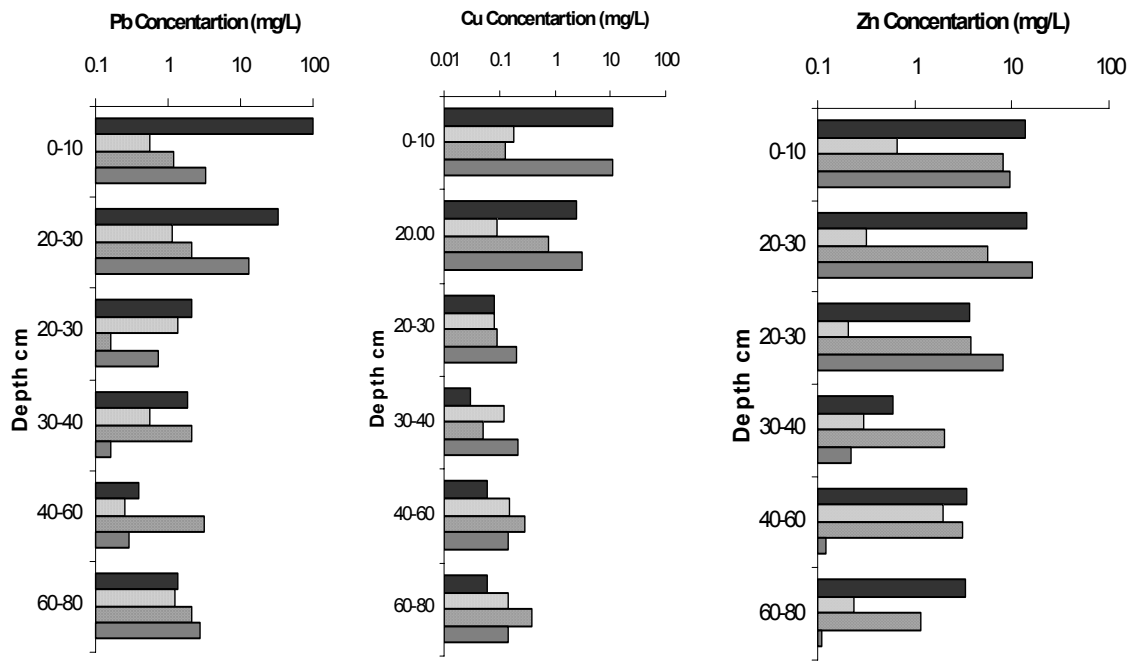 Pb Concentartion (mg/L)
0.1 1 10 100
0-10
20-30
20-30
30-40
40-60
60-80
Depth cm
Cu Concentartion (mg/L)
0.01 0.1 1 10 100
0-10
20.00
20-30
30-40
40-60
60-80
Depth cm
Zn Concentartion (mg/L)
0.1 1 10 100
0-10
20-30
20-30
30-40
40-60
60-80
Depth cm